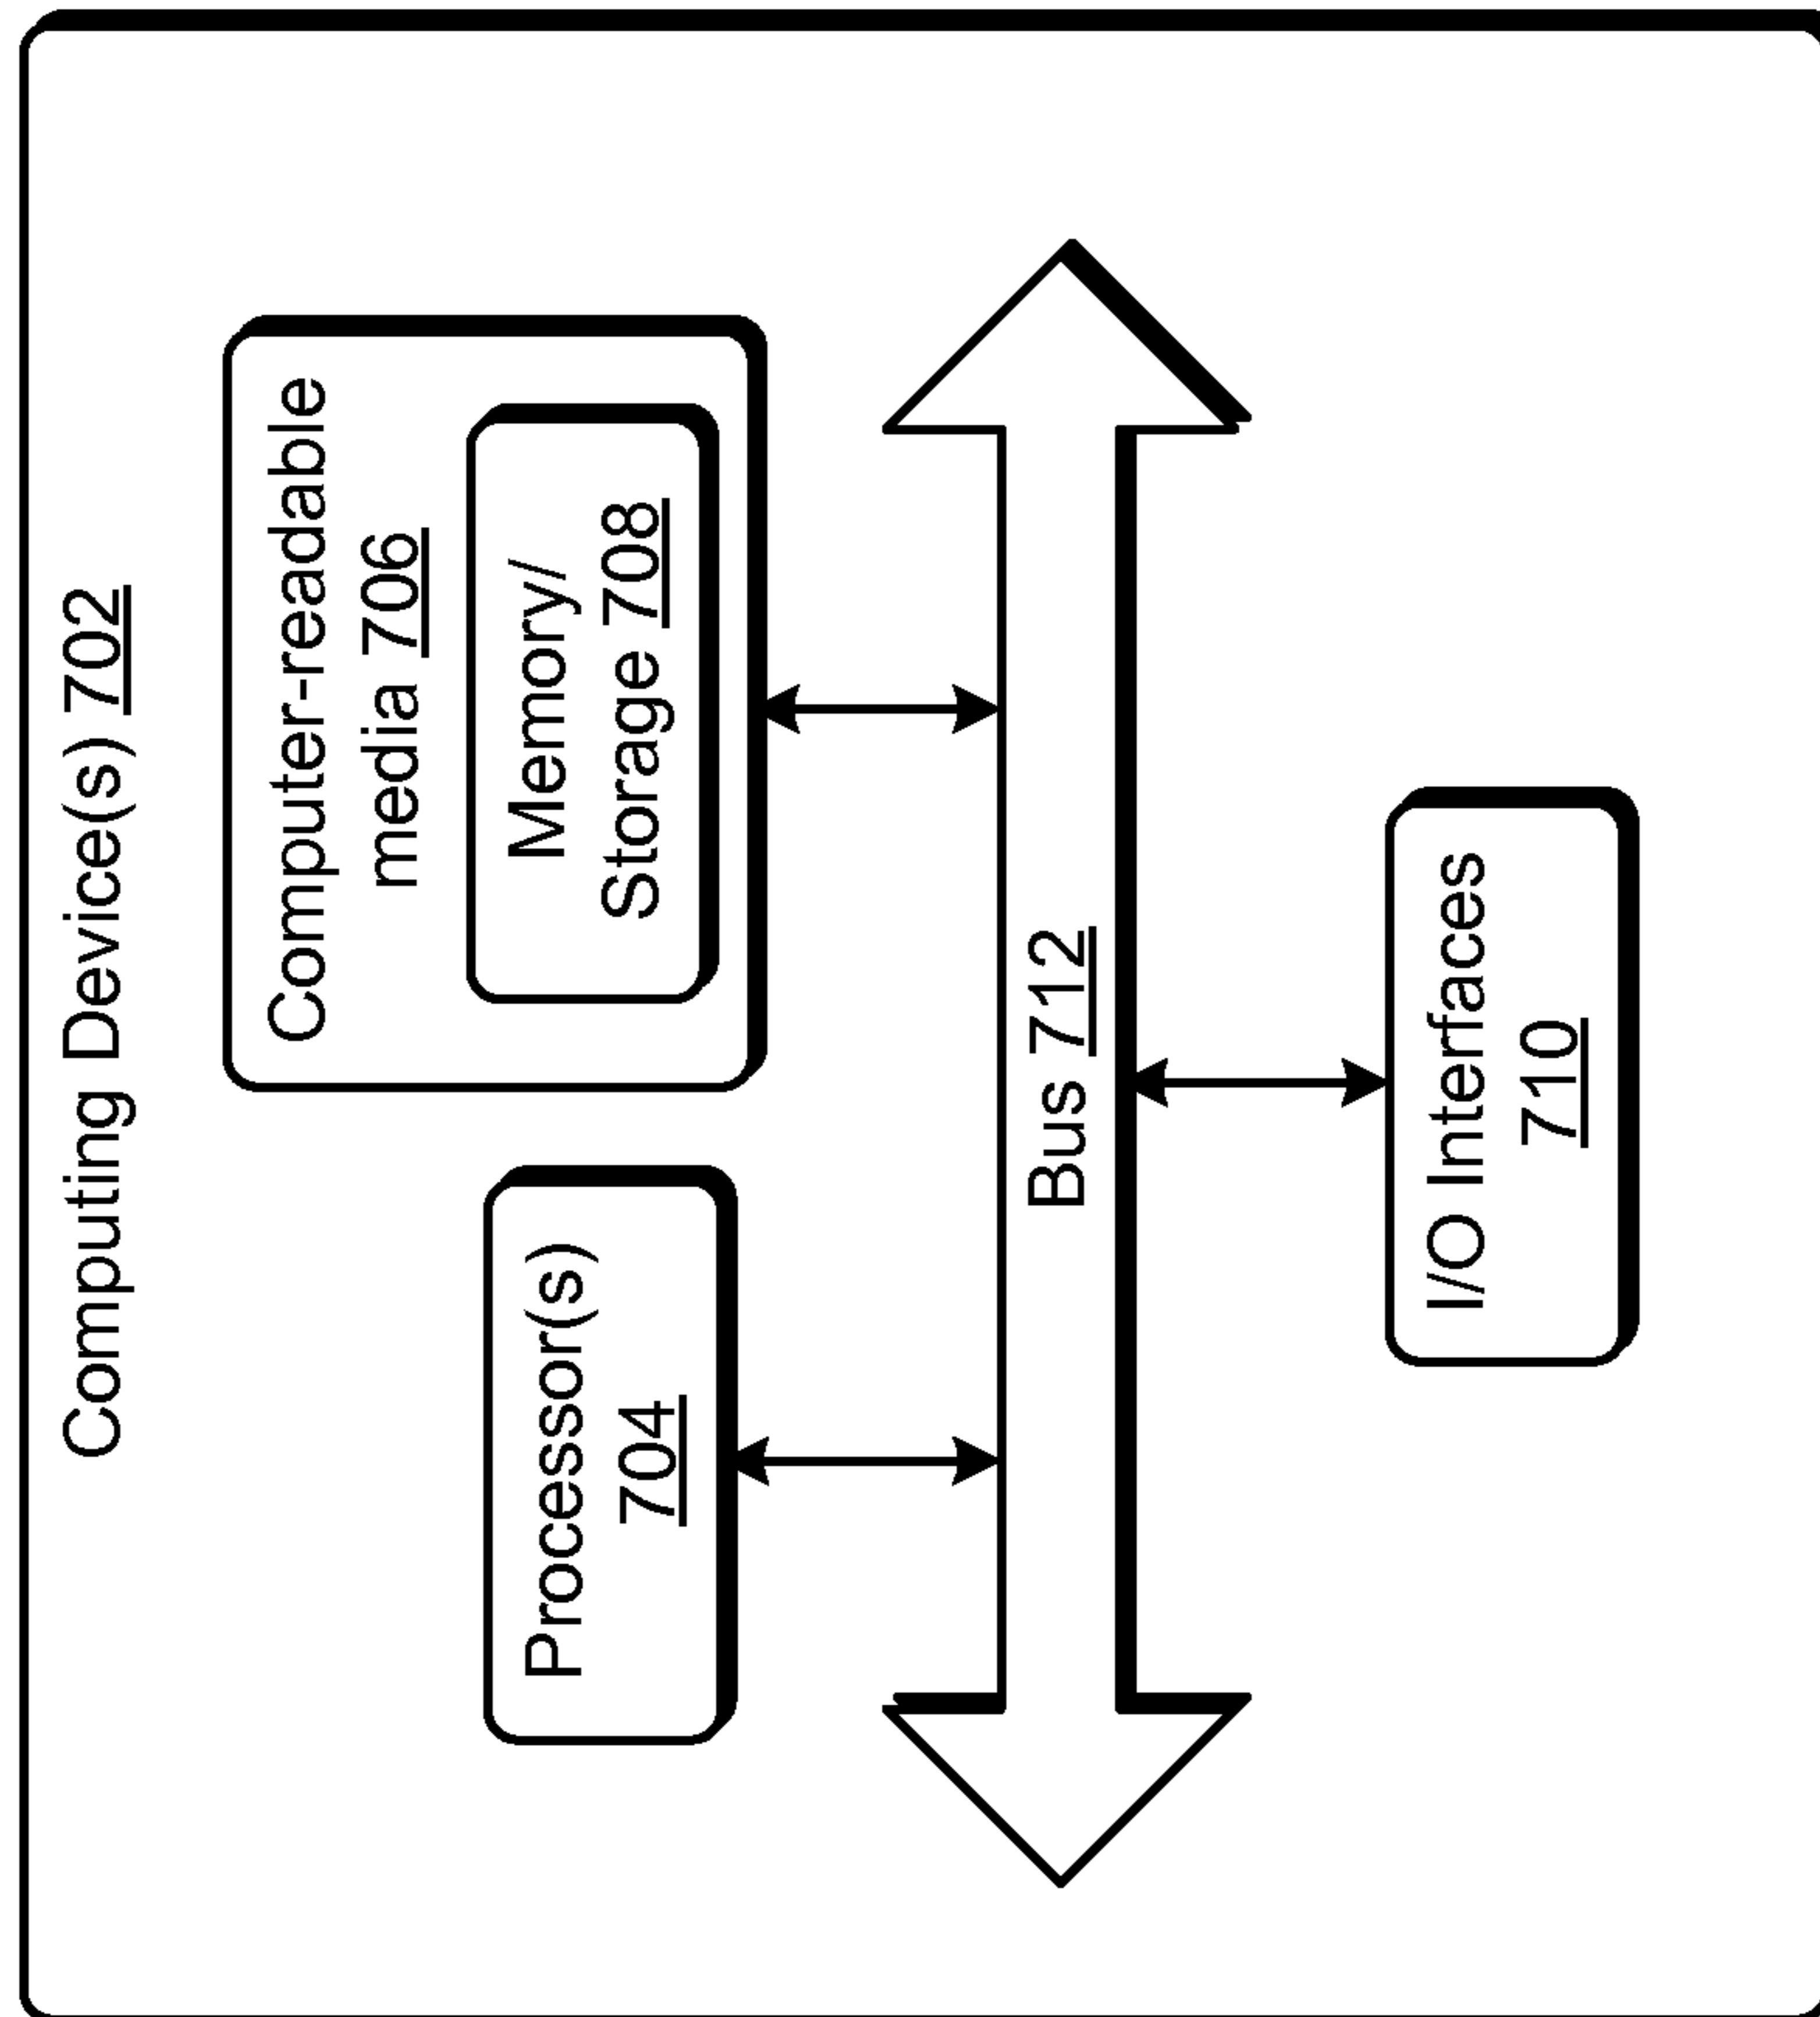 Computing Device(s) 702
Computer-readable
media 706
Memory/
Storage 708
Processor(s)
704
Bus 712
I/O Interfaces
710